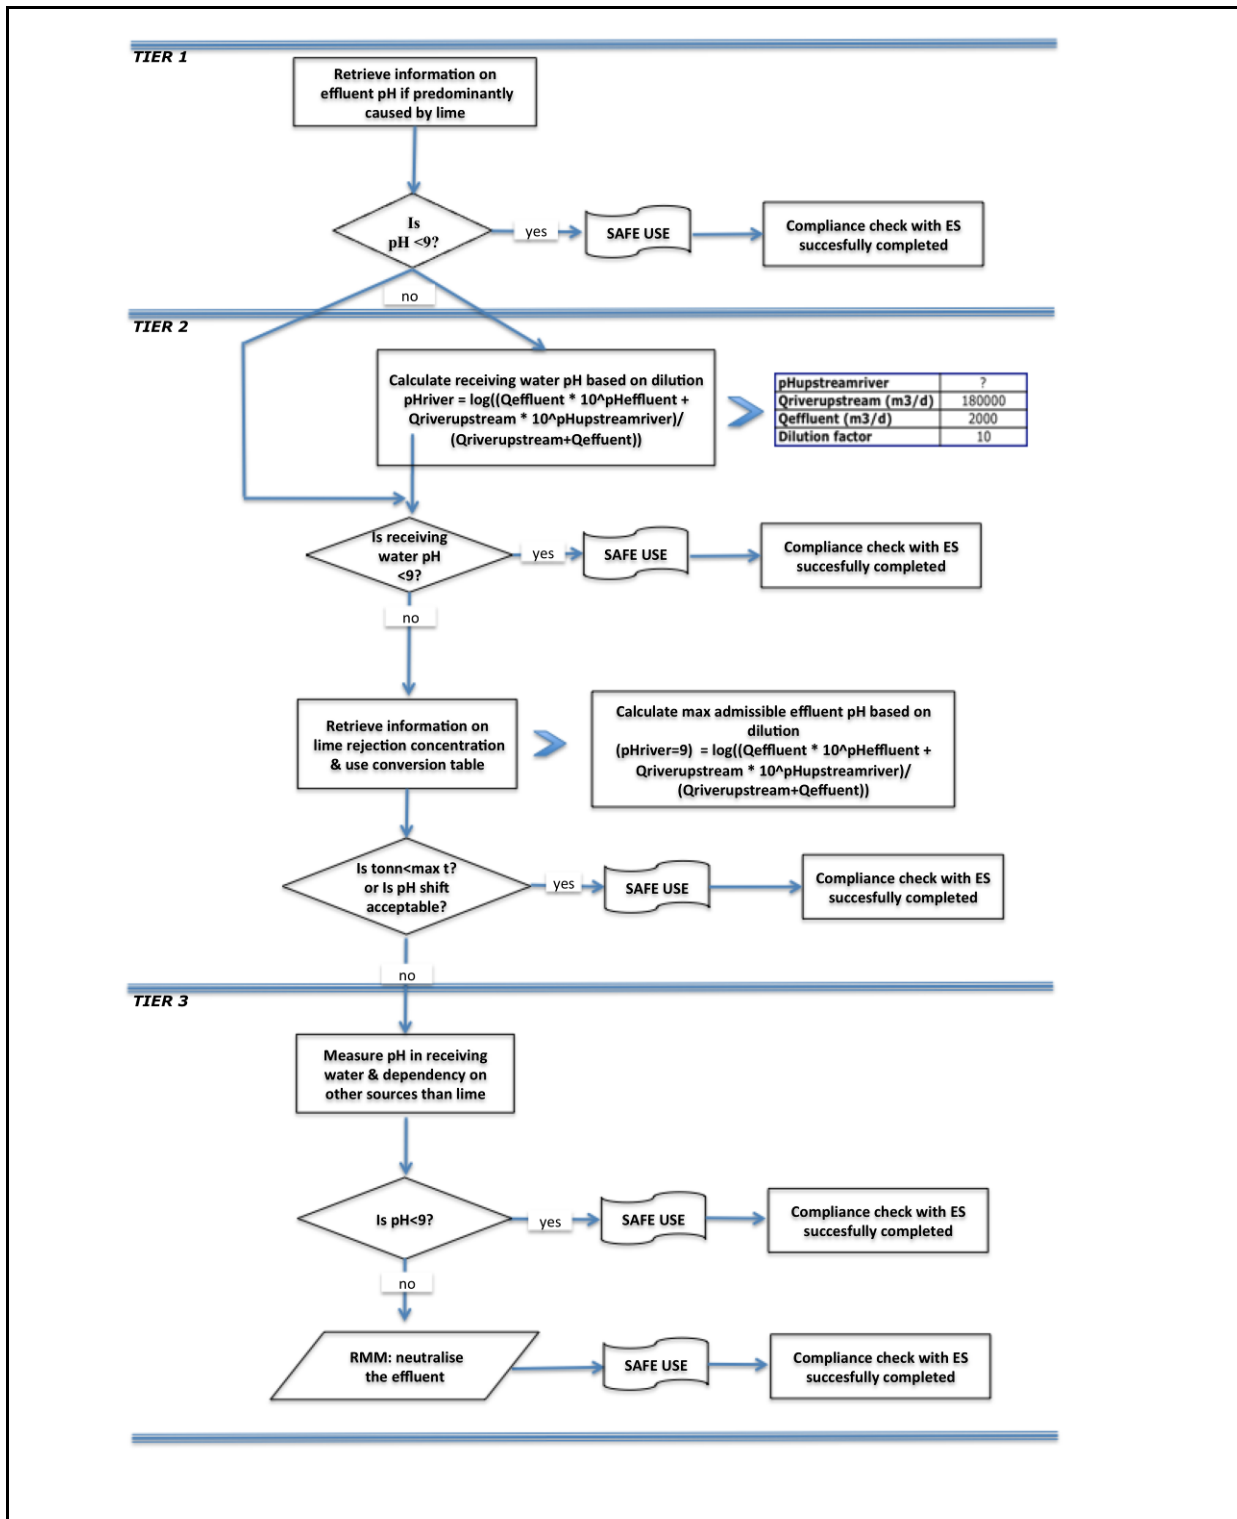 TIER 1
Retrieve information on
effluent pH if predominantly
caused by lime
Is
pH <9?
yes
SAFE USE
Compliance check with ES
succesfully completed
no
TIER 2
Calculate receiving water pH based on dilution
pHriver = log((Qeffluent * 10^pHeffluent +
Qriverupstream * 10^pHupstreamriver)/
(Qriverupstream+Qeffuent))
pHupstreamriver ?
Qriverupstream (m3/d) 180000
Qeffluent (m3/d) 2000
Dilution factor 10
Is receiving
water pH
<9?
yes
SAFE USE
Compliance check with ES
succesfully completed
no
Retrieve information on
lime rejection concentration
& use conversion table
Calculate max admissible effluent pH based on
dilution
(pHriver=9) = log((Qeffluent * 10^pHeffluent +
Qriverupstream * 10^pHupstreamriver)/
(Qriverupstream+Qeffuent))
Is tonn<max t?
or Is pH shift
acceptable?
yes
SAFE USE
Compliance check with ES
succesfully completed
no
TIER 3
Measure pH in receiving
water & dependency on
other sources than lime
Is pH<9?
yes
SAFE USE
Compliance check with ES
succesfully completed
no
RMM: neutralise
the effluent
SAFE USE
Compliance check with ES
succesfully completed